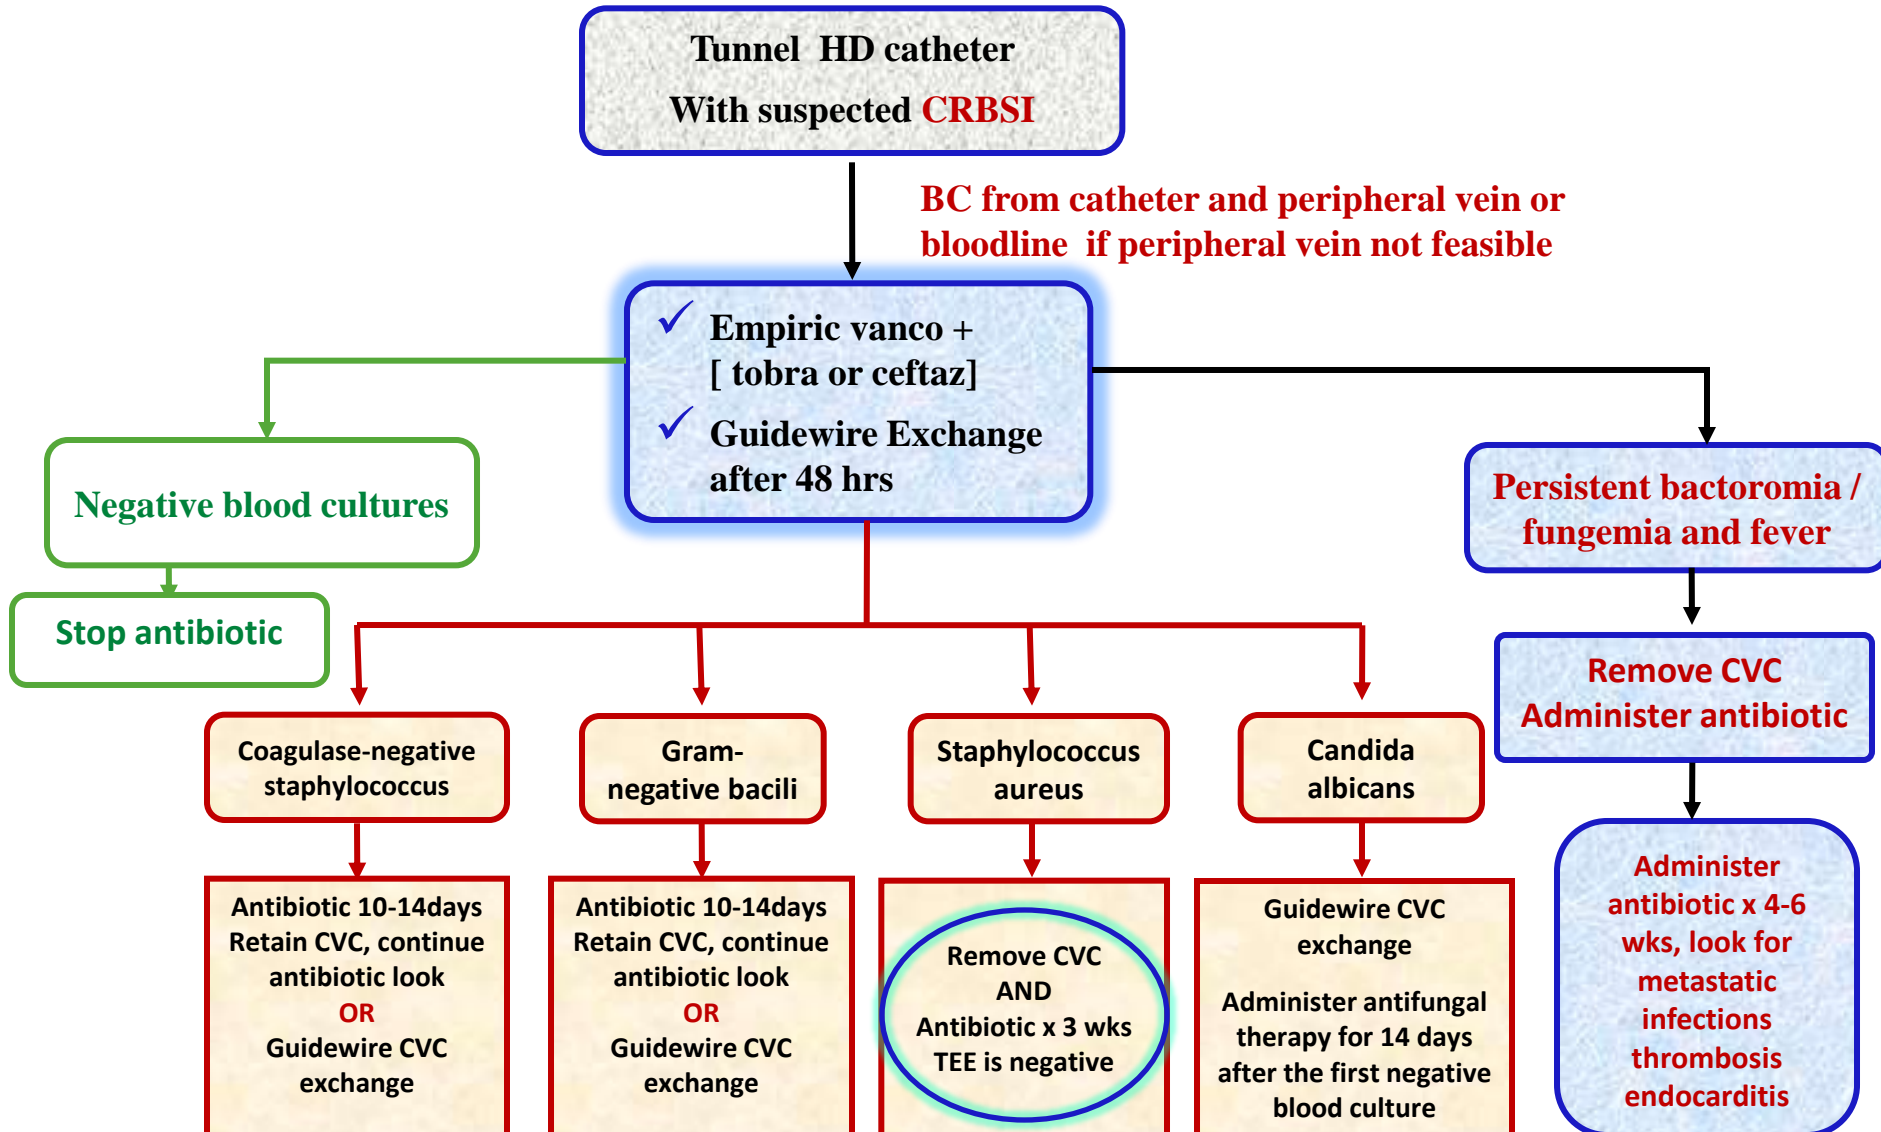 Tunnel HD catheter
With suspected CRBSI
BC from catheter and peripheral vein or
bloodline if peripheral vein not feasible
Empiric vanco +
[ tobra or ceftaz]
Guidewire Exchange
after 48 hrs
Negative blood cultures
Stop antibiotic
Persistent bactoromia /
fungemia and fever
Remove CVC
Administer antibiotic
Administer
antibiotic x 4-6
wks, look for
metastatic
infections
thrombosis
endocarditis
Coagulase-negative
staphylococcus
Antibiotic 10-14days
Retain CVC, continue
antibiotic look
OR
Guidewire CVC
exchange
Gram-
negative bacili
Antibiotic 10-14days
Retain CVC, continue
antibiotic look
OR
Guidewire CVC
exchange
Staphylococcus
aureus
Remove CVC
AND
Antibiotic x 3 wks
TEE is negative
Candida
albicans
Guidewire CVC
exchange
Administer antifungal
therapy for 14 days
after the first negative
blood culture